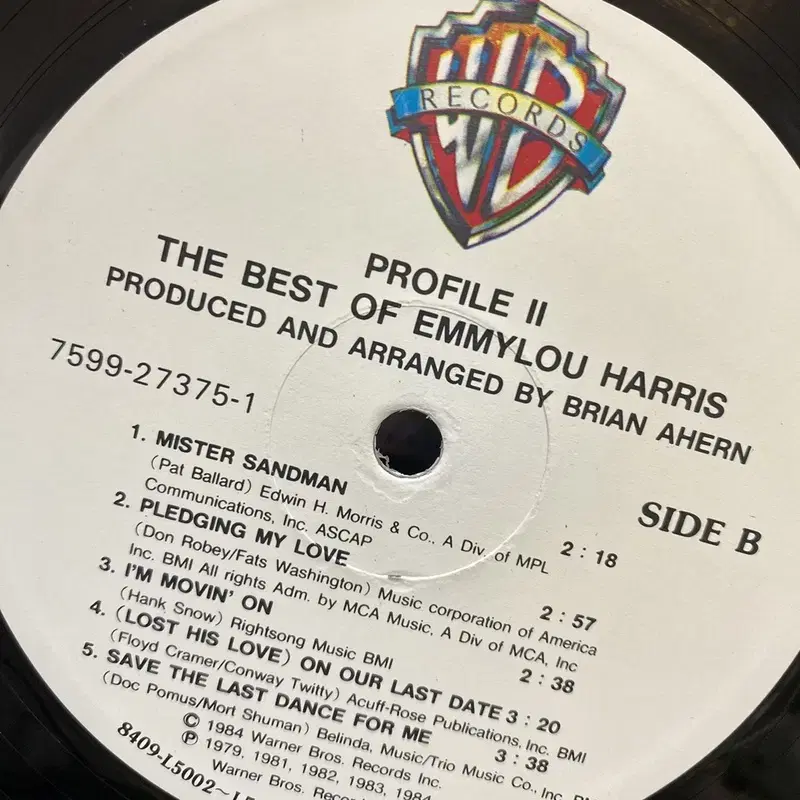 RECORDS
PROFILE II
THE BEST OF EMMYLOU HARRIS
PRODUCED AND ARRANGED BY BRIAN AHERN
7599-27375-1
SIDE B
1. MISTER SANDMAN
(Pat Ballard) Edwin H. Morris & Co., A Div. of MPL
Communications, Inc. ASCAP 2 : 18
2. PLEDGING MY LOVE
(Don Robey/Fats Washington) Music corporation of America
Inc. BMI All rights Adm. by MCA Music, A Div of MCA, Inc 2 : 57
3. I'M MOVIN' ON
(Hank Snow) Rightsong Music BMI 2 : 38
4. (LOST HIS LOVE) ON OUR LAST DATE 3 : 20
(Floyd Cramer/Conway Twitty) Acuff-Rose Publications, Inc. BMI
5. SAVE THE LAST DANCE FOR ME 3 : 38
(Doc Pomus/Mort Shuman) Belinda, Music/Trio Music Co., Inc.
© 1984 Warner Bros. Records Inc.
℗ 1979, 1981, 1982, 1983, 1984
Warner Bros.
8409-L5002~